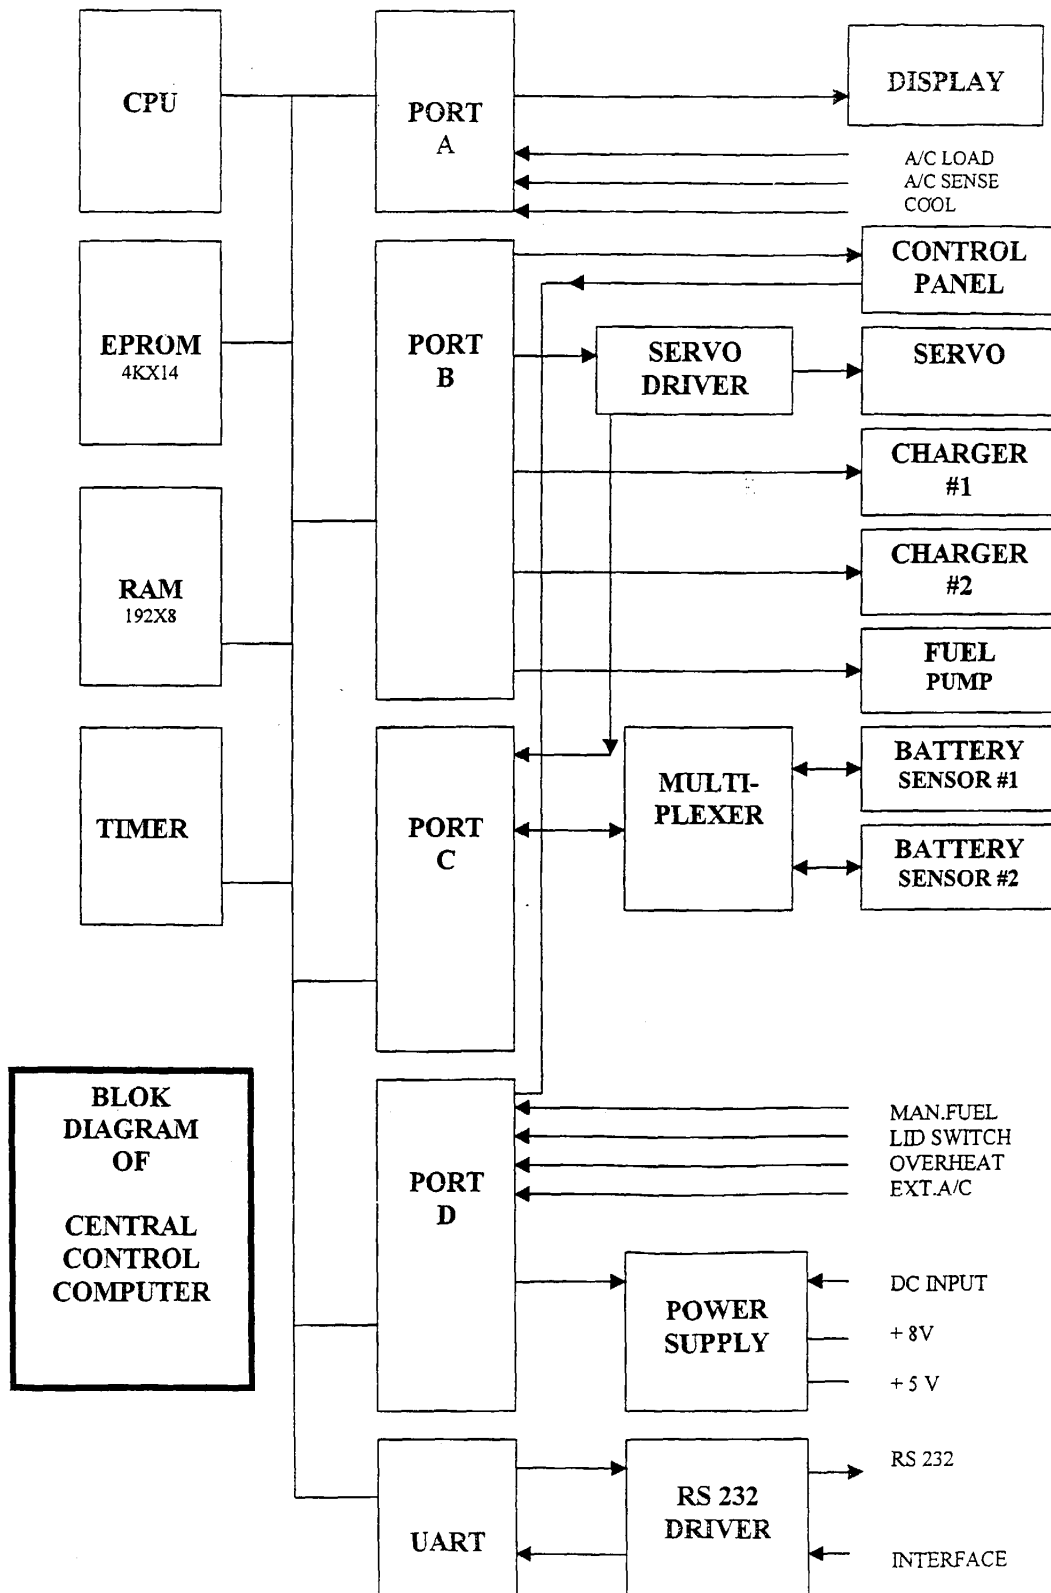 CPU
PORT
A
DISPLAY
A/C LOAD
A/C SENSE
COOL
EPROM
4KX14
PORT
B
CONTROL
PANEL
SERVO
DRIVER
SERVO
CHARGER
#1
CHARGER
#2
RAM
192X8
FUEL
PUMP
TIMER
PORT
C
MULTI-
PLEXER
BATTERY
SENSOR #1
BATTERY
SENSOR #2
BLOK
DIAGRAM
OF
CENTRAL
CONTROL
COMPUTER
PORT
D
MAN.FUEL
LID SWITCH
OVERHEAT
EXT.A/C
POWER
SUPPLY
DC INPUT
+ 8V
+ 5 V
UART
RS 232
DRIVER
RS 232
INTERFACE